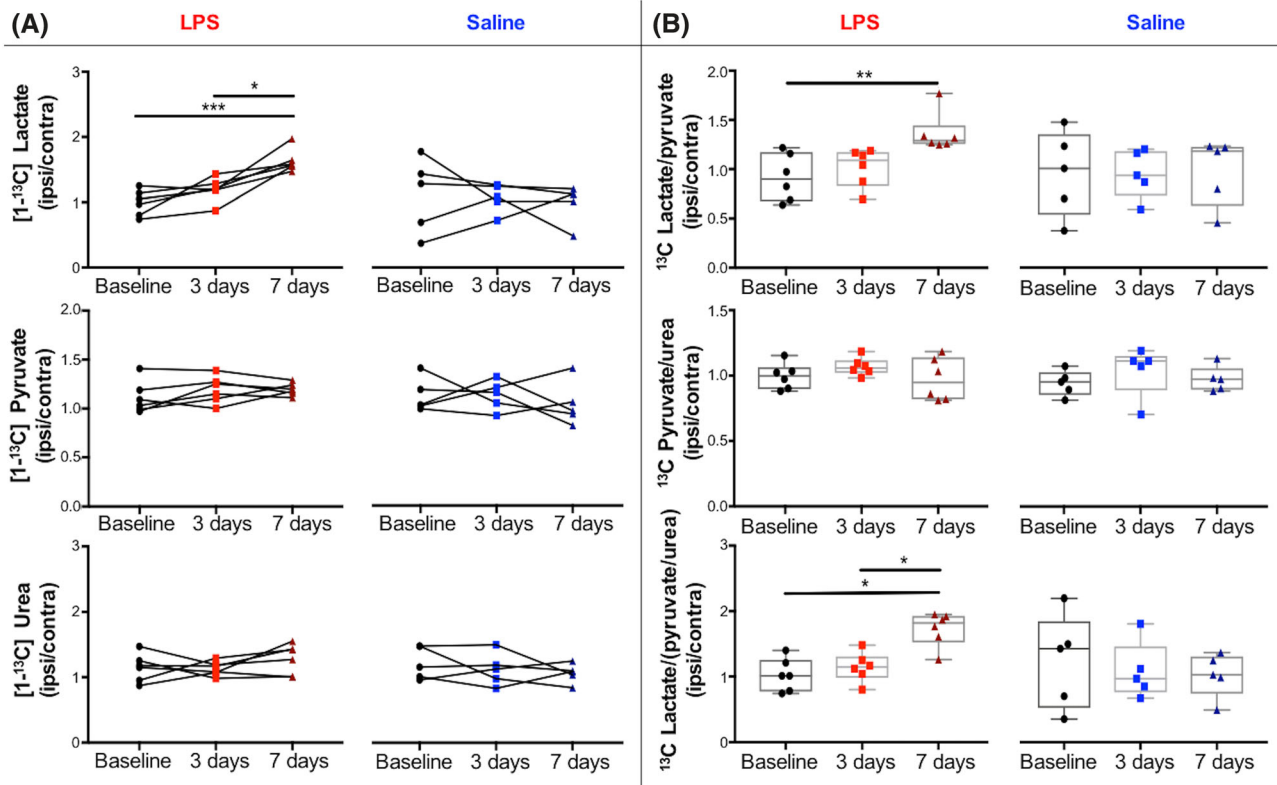 (A) LPS Saline
[1-¹³C] Lactate
(ipsi/contra)
3
2
1
0
***
*
Baseline 3 days 7 days
Baseline 3 days 7 days
[1-¹³C] Pyruvate
(ipsi/contra)
2.0
1.5
1.0
0.5
0.0
Baseline 3 days 7 days
Baseline 3 days 7 days
[1-¹³C] Urea
(ipsi/contra)
3
2
1
0
Baseline 3 days 7 days
Baseline 3 days 7 days
(B) LPS Saline
¹³C Lactate/pyruvate
(ipsi/contra)
2.0
1.5
1.0
0.5
0.0
**
Baseline 3 days 7 days
Baseline 3 days 7 days
¹³C Pyruvate/urea
(ipsi/contra)
1.5
1.0
0.5
0.0
Baseline 3 days 7 days
Baseline 3 days 7 days
¹³C Lactate/(pyruvate/urea)
(ipsi/contra)
3
2
1
0
*
*
Baseline 3 days 7 days
Baseline 3 days 7 days